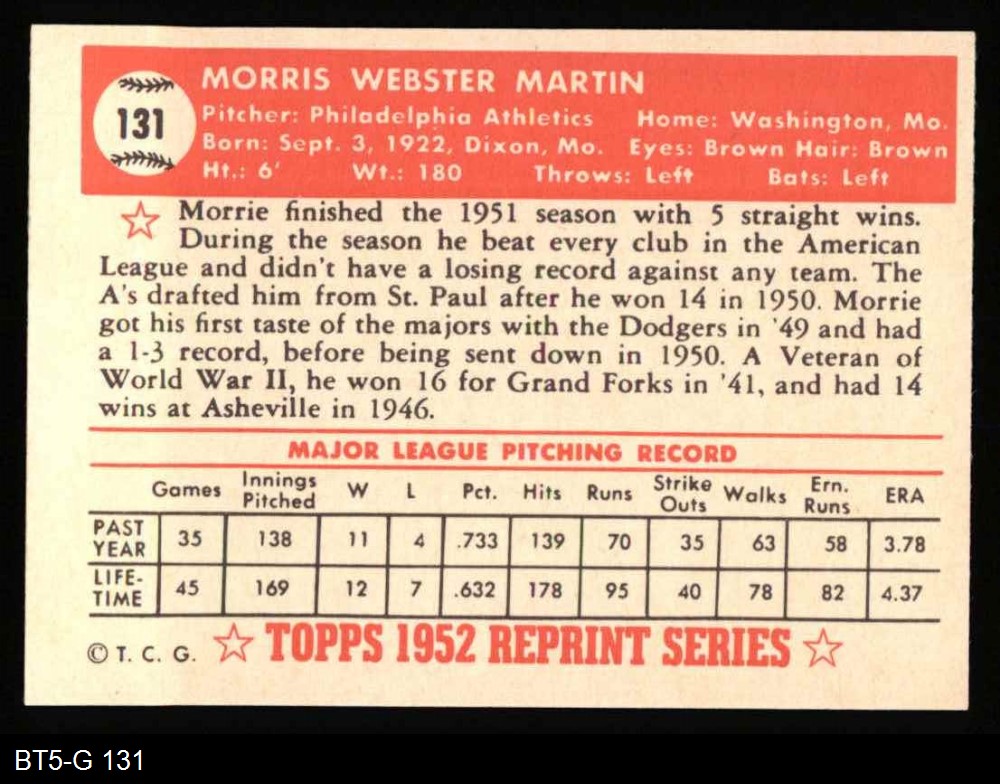 MORRIS WEBSTER MARTIN
131
Pitcher: Philadelphia Athletics Home: Washington, Mo.
Born: Sept. 3, 1922, Dixon, Mo. Eyes: Brown Hair: Brown
Ht.: 6' Wt.: 180 Throws: Left Bats: Left
Morrie finished the 1951 season with 5 straight wins.
During the season he beat every club in the American
League and didn't have a losing record against any team. The
A's drafted him from St. Paul after he won 14 in 1950. Morrie
got his first taste of the majors with the Dodgers in '49 and had
a 1-3 record, before being sent down in 1950. A Veteran of
World War II, he won 16 for Grand Forks in '41, and had 14
wins at Asheville in 1946.
MAJOR LEAGUE PITCHING RECORD
Games Innings Pitched W L Pct. Hits Runs Strike Outs Walks Ern. Runs ERA
PAST YEAR 35 138 11 4 .733 139 70 35 63 58 3.78
LIFE-TIME 45 169 12 7 .632 178 95 40 78 82 4.37
© T. C. G. TOPPS 1952 REPRINT SERIES
BT5-G 131